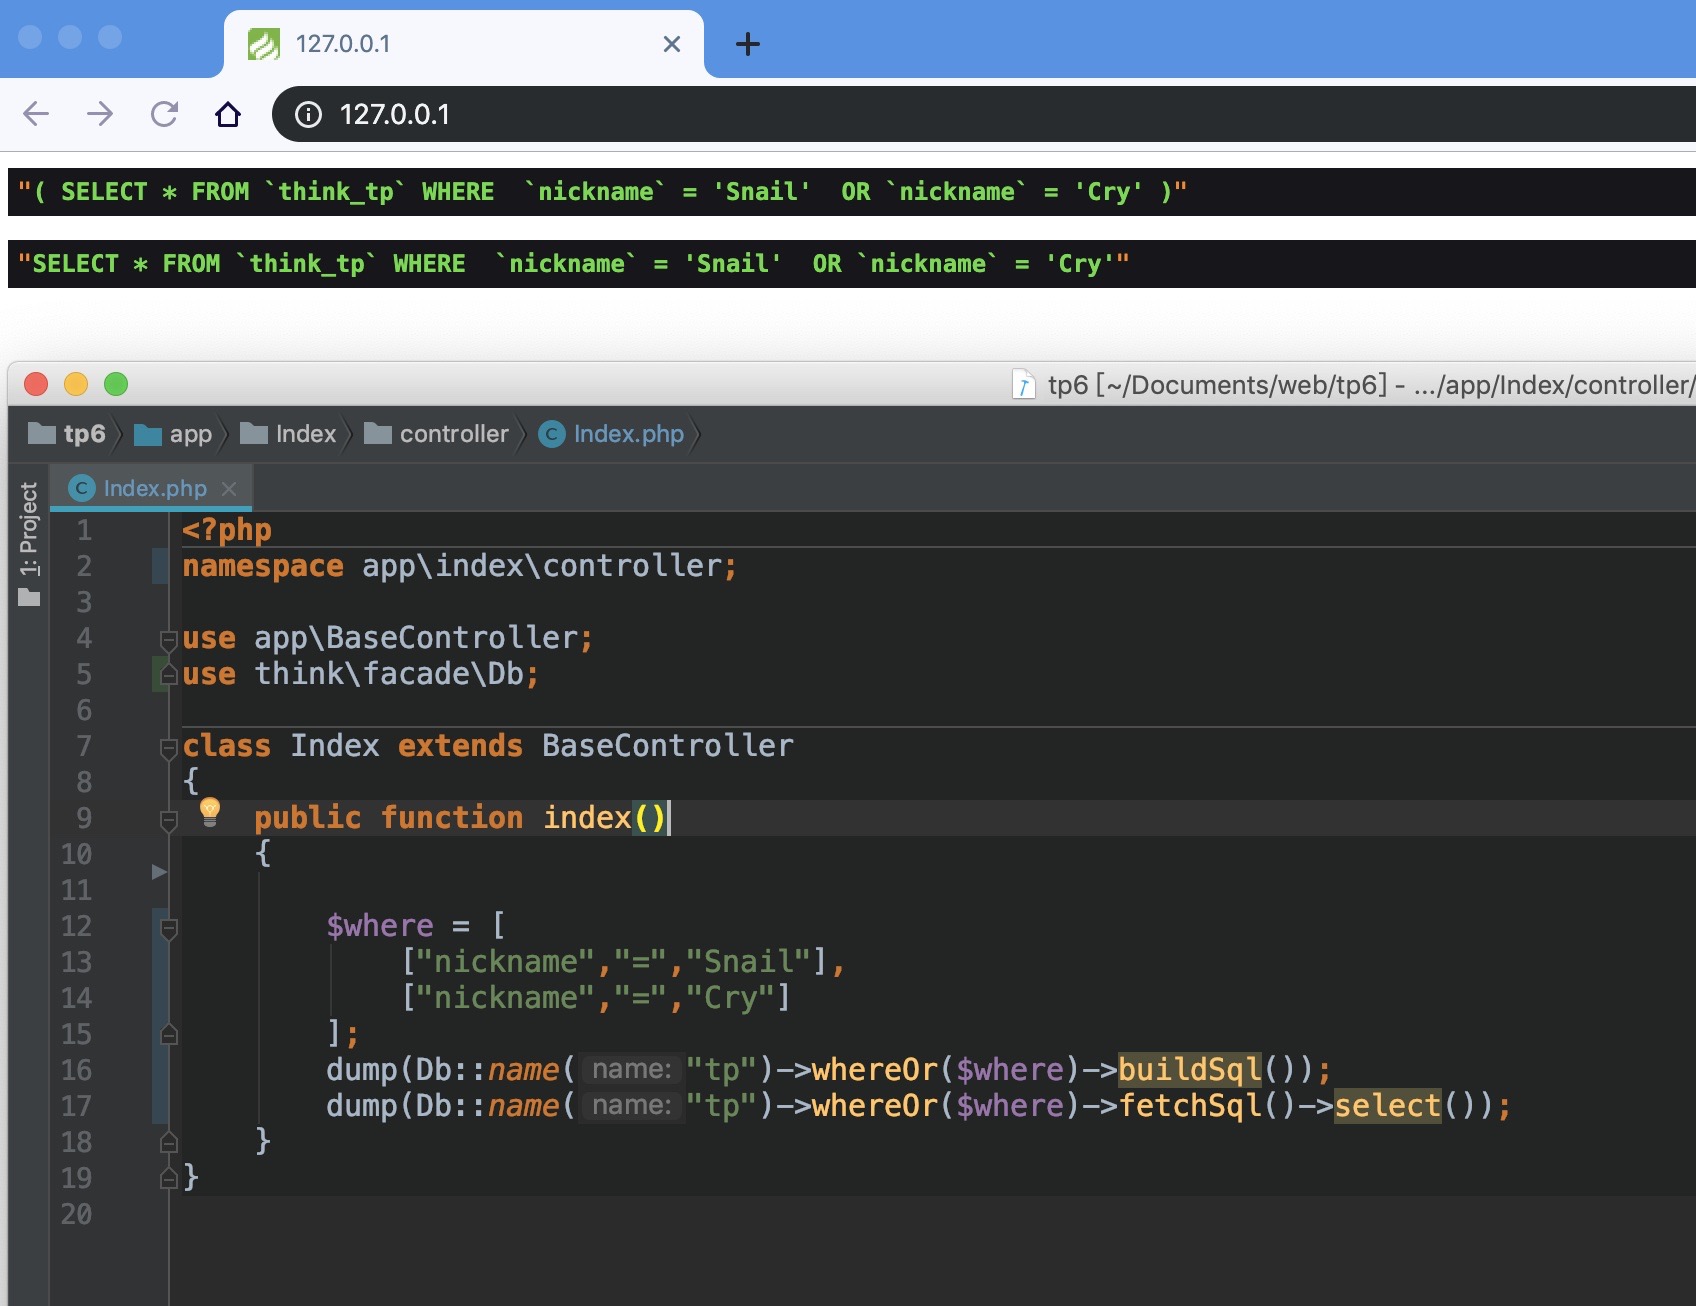 127.0.0.1
127.0.0.1
"( SELECT * FROM `think_tp` WHERE  `nickname` = 'Snail'  OR `nickname` = 'Cry' )"
"SELECT * FROM `think_tp` WHERE  `nickname` = 'Snail'  OR `nickname` = 'Cry'"
tp6 [~/Documents/web/tp6] - .../app/Index/controller/
tp6 app Index controller C Index.php
1: Project
C Index.php
1 <?php
2 namespace app\index\controller;
3
4 use app\BaseController;
5 use think\facade\Db;
6
7 class Index extends BaseController
8 {
9     public function index()
10     {
11
12         $where = [
13             ["nickname","=","Snail"],
14             ["nickname","=","Cry"]
15         ];
16         dump(Db::name( name: "tp")->whereOr($where)->buildSql());
17         dump(Db::name( name: "tp")->whereOr($where)->fetchSql()->select());
18     }
19 }
20